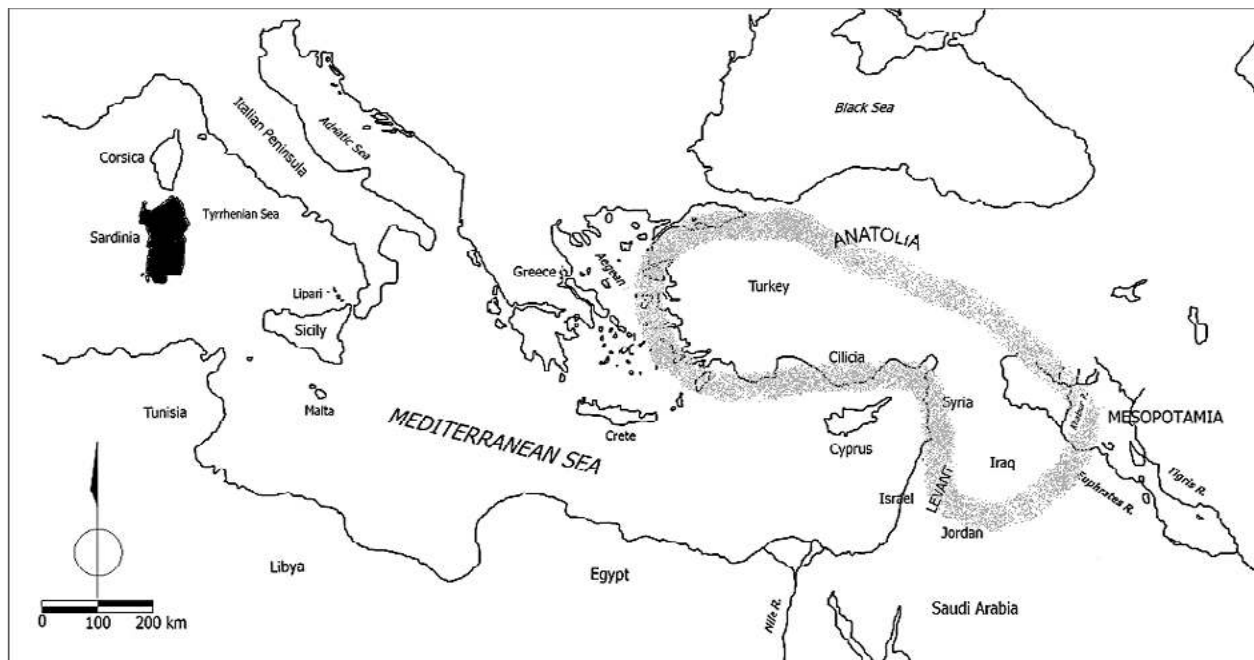 Black Sea
Italian Peninsula
Adriatic Sea
Corsica
Tyrrhenian Sea
Sardinia
ANATOLIA
Greece
Aegean
Turkey
Lipari
Sicily
Cilicia
Syria
Tunisia
Malta
MEDITERRANEAN SEA
Crete
Cyprus
MESOPOTAMIA
Iraq
Tigris R.
Euphrates R.
Israel
LEVANT
Jordan
Libya
Egypt
Nile R.
Saudi Arabia
0 100 200 km